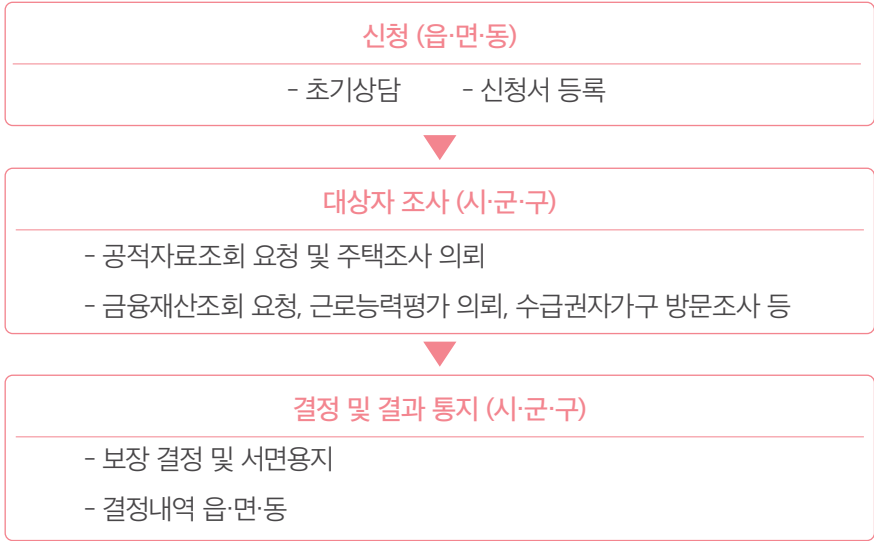 신청 (읍·면·동)
- 초기상담 - 신청서 등록
대상자 조사 (시·군·구)
- 공적자료조회 요청 및 주택조사 의뢰
- 금융재산조회 요청, 근로능력평가 의뢰, 수급권자가구 방문조사 등
결정 및 결과 통지 (시·군·구)
- 보장 결정 및 서면용지
- 결정내역 읍·면·동